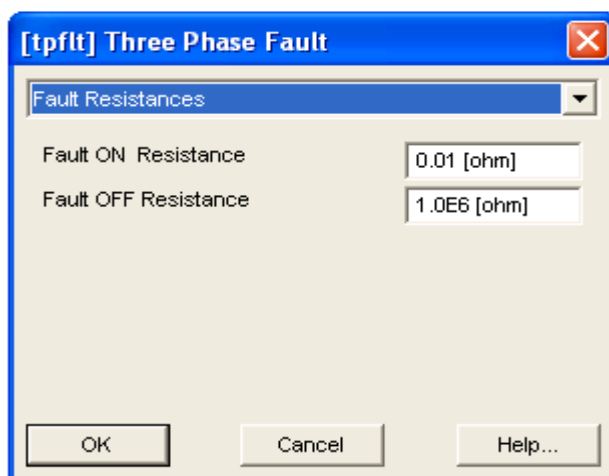 [tpflt] Three Phase Fault
Fault Resistances
Fault ON  Resistance
0.01 [ohm]
Fault OFF Resistance
1.0E6 [ohm]
OK
Cancel
Help...